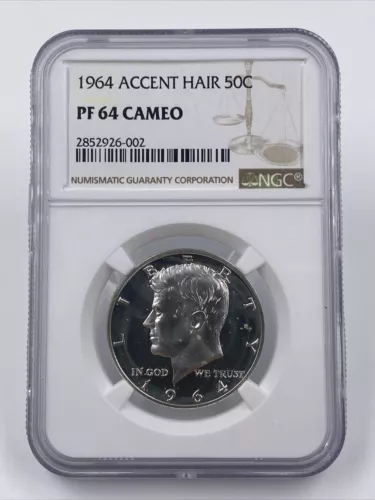 1964 ACCENT HAIR 50C
PF 64 CAMEO
2852926-002
NUMISMATIC GUARANTY CORPORATION
NGC®
LIBERTY
IN GOD WE TRUST
1964